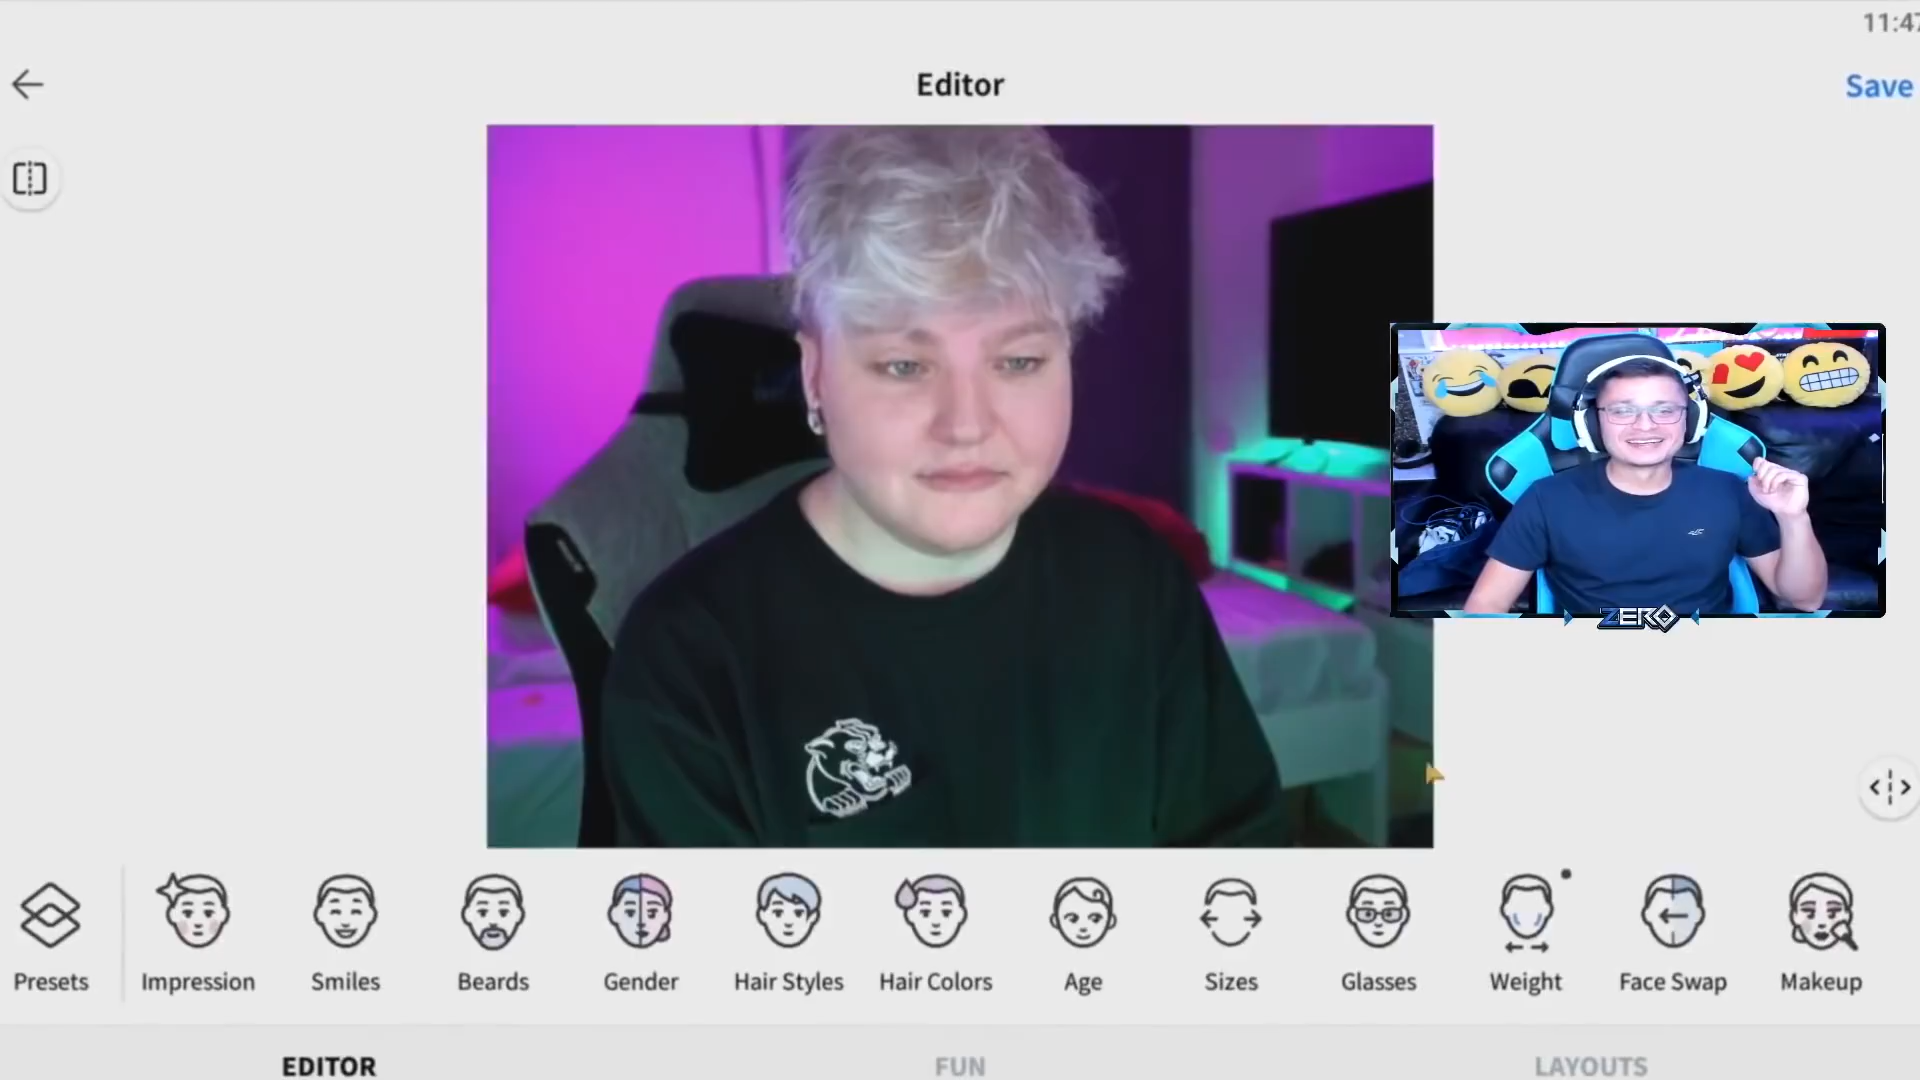 11:47
Editor
Save
ZERO
Presets
Impression
Smiles
Beards
Gender
Hair Styles
Hair Colors
Age
Sizes
Glasses
Weight
Face Swap
Makeup
EDITOR
FUN
LAYOUTS